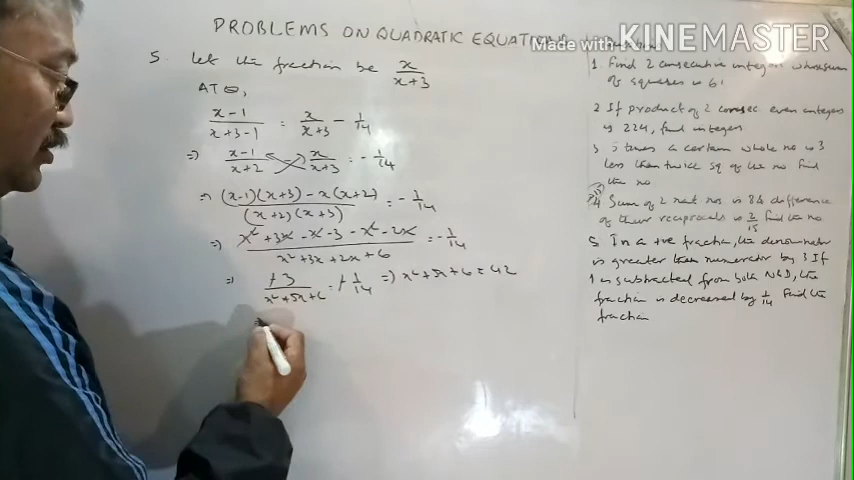 PROBLEMS ON QUADRATIC EQUATIONS
Made with KINEMASTER
5. Let the fraction be x/(x+3)
ATQ,
(x-1)/(x+3-1) = x/(x+3) - 1/14
=) (x-1)/(x+2) - x/(x+3) = - 1/14
=) ((x-1)(x+3) - x(x+2))/((x+2)(x+3)) = - 1/14
=) (x²+3x-x-3-x²-2x)/(x²+3x+2x+6) = - 1/14
=) +3/(x²+5x+6) = + 1/14 =) x²+5x+6 = 42
1 Find 2 consecutive integers whose sum
of squares is 61
2 If product of 2 consec even integers
is 224, find integers
3 5 times a certain whole no is 3
less than twice sq of the no find
the no
4 Sum of 2 nat nos is 8 & difference
of their reciprocals is 2/15 find the no
5 In a +ve fraction, the denominator
is greater than numerator by 3 If
1 is subtracted from both N & D, the
fraction is decreased by 1/14 Find the
fraction